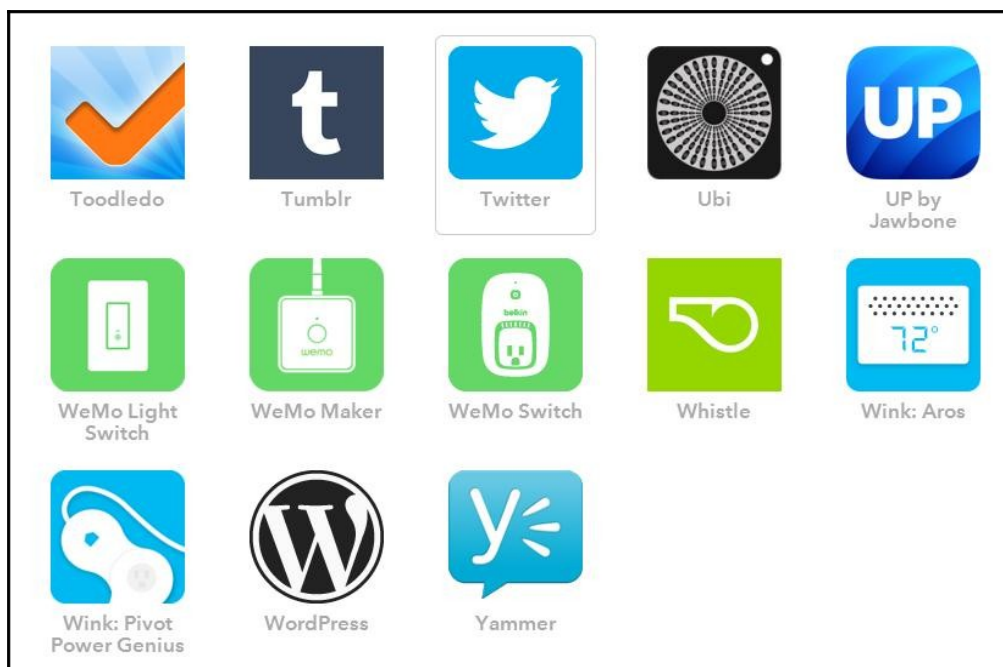 t
UP
Toodledo
Tumblr
Twitter
Ubi
UP by
Jawbone
wemo
belkin
72°
WeMo Light
Switch
WeMo Maker
WeMo Switch
Whistle
Wink: Aros
W
y
Wink: Pivot
Power Genius
WordPress
Yammer